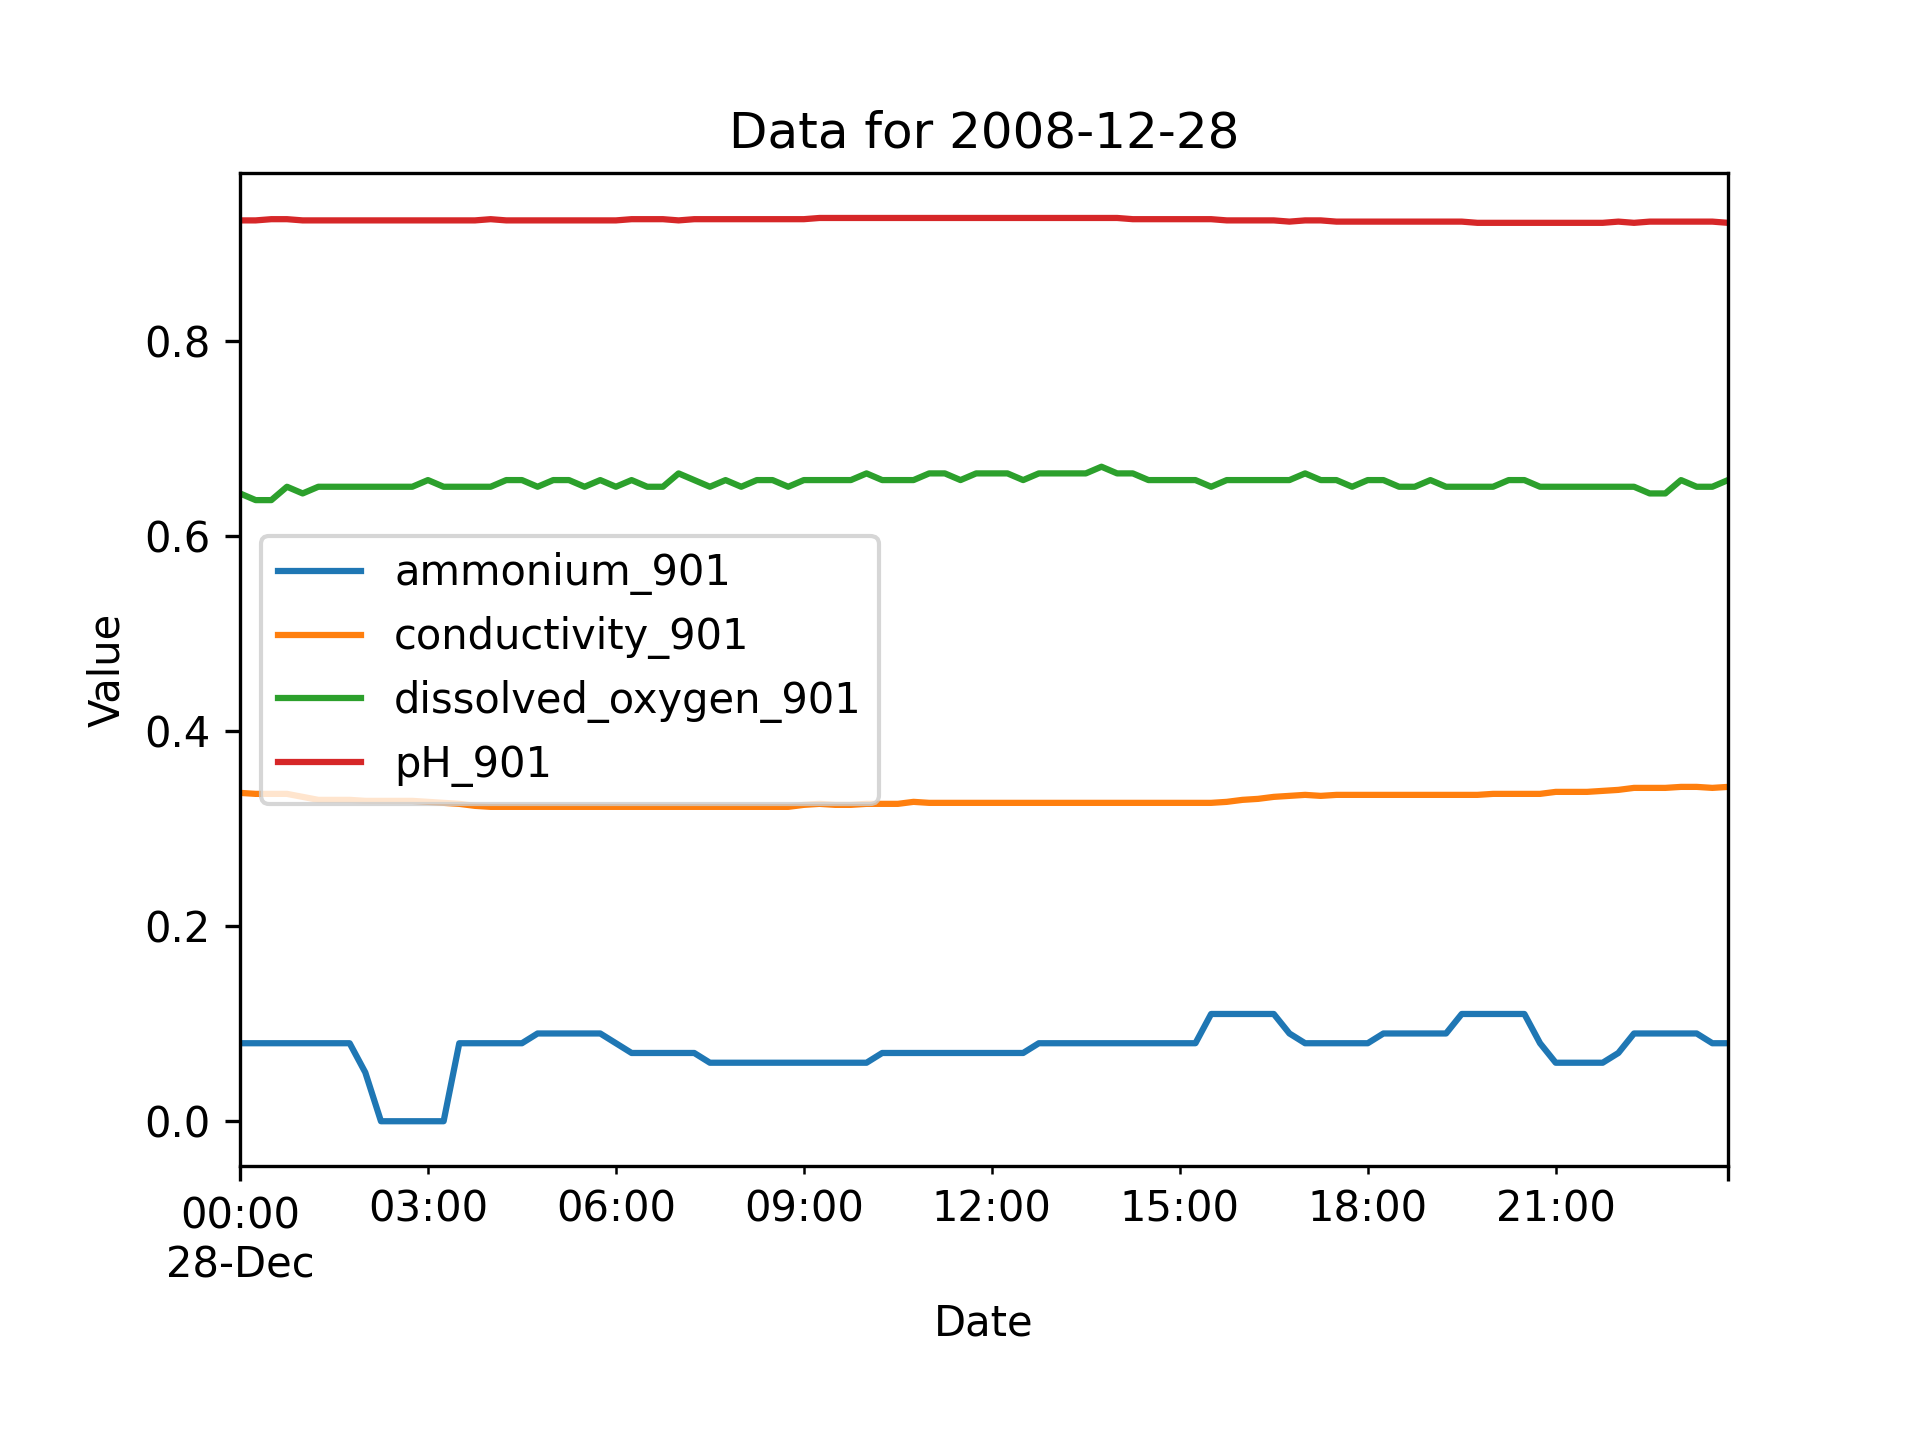 Data for 2008-12-28
Value
0.8
0.6
0.4
0.2
0.0
ammonium_901
conductivity_901
dissolved_oxygen_901
pH_901
00:00 03:00 06:00 09:00 12:00 15:00 18:00 21:00
28-Dec
Date